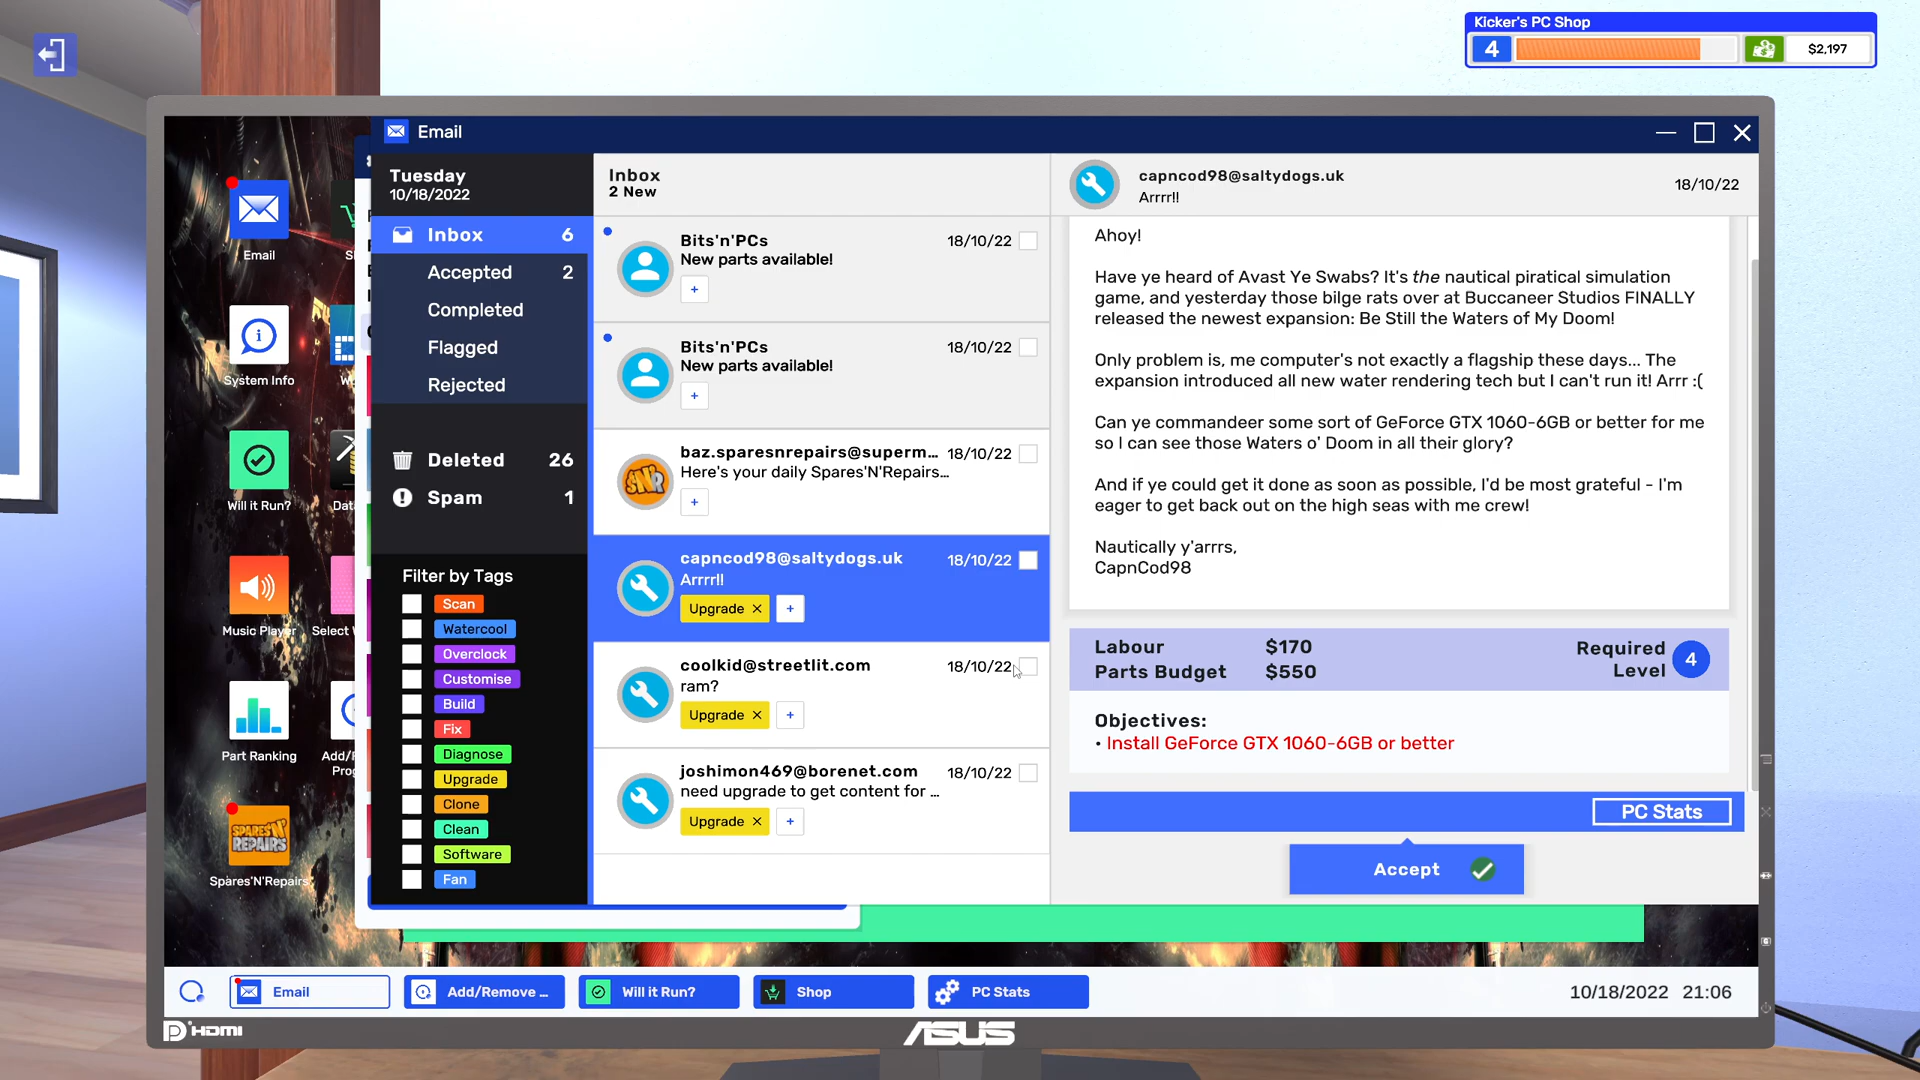 Kicker's PC Shop
4
$2,197
Email
Tuesday
10/18/2022
Inbox 6
Accepted 2
Completed
Flagged
Rejected
Deleted 26
Spam 1
Filter by Tags
Scan
Watercool
Overclock
Customise
Build
Fix
Diagnose
Upgrade
Clone
Clean
Software
Fan
Inbox
2 New
Bits'n'PCs 18/10/22
New parts available!
+
Bits'n'PCs 18/10/22
New parts available!
+
baz.sparesnrepairs@superm... 18/10/22
Here's your daily Spares'N'Repairs...
+
capncod98@saltydogs.uk 18/10/22
Arrrr!!
Upgrade × +
coolkid@streetlit.com 18/10/22
ram?
Upgrade × +
joshimon469@borenet.com 18/10/22
need upgrade to get content for ...
Upgrade × +
capncod98@saltydogs.uk 18/10/22
Arrrr!!
Ahoy!
Have ye heard of Avast Ye Swabs? It's the nautical piratical simulation
game, and yesterday those bilge rats over at Buccaneer Studios FINALLY
released the newest expansion: Be Still the Waters of My Doom!
Only problem is, me computer's not exactly a flagship these days... The
expansion introduced all new water rendering tech but I can't run it! Arrr :(
Can ye commandeer some sort of GeForce GTX 1060-6GB or better for me
so I can see those Waters o' Doom in all their glory?
And if ye could get it done as soon as possible, I'd be most grateful - I'm
eager to get back out on the high seas with me crew!
Nautically y'arrrs,
CapnCod98
Labour $170
Parts Budget $550
Required
Level 4
Objectives:
• Install GeForce GTX 1060-6GB or better
PC Stats
Accept
Email
System Info
Will it Run?
Music Player
Select
Part Ranking
Add/
SPARES'N'
REPAIRS
Spares'N'Repairs
Email
Add/Remove ...
Will it Run?
Shop
PC Stats
10/18/2022 21:06
HDMI
ASUS